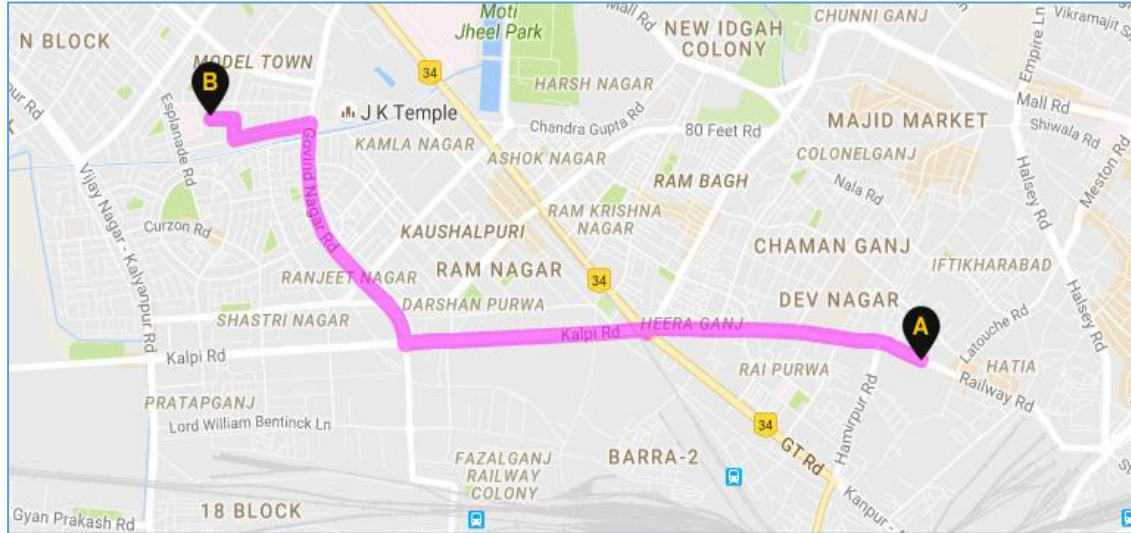 N BLOCK
MODEL TOWN
B
Esplanade Rd
J K Temple
Moti
Jheel Park
34
NEW IDGAH
COLONY
CHUNNI GANJ
Empire Ln
HARSH NAGAR
Mall Rd
Shiwala Rd
Chandra Gupta Rd
80 Feet Rd
MAJID MARKET
COLONELGANJ
KAMLA NAGAR
ASHOK NAGAR
RAM BAGH
Nala Rd
Halsey Rd
Meston Rd
Govind Nagar Rd
Vijay Nagar - Kalyanpur Rd
Curzon Rd
KAUSHALPURI
RAM KRISHNA
NAGAR
CHAMAN GANJ
IFTIKHARABAD
RANJEET NAGAR
RAM NAGAR
34
DEV NAGAR
DARSHAN PURWA
SHASTRI NAGAR
Kalpi Rd
Kalpi Rd
HEERA GANJ
A
Latouche Rd
Halsey Rd
RAI PURWA
HATIA
Railway Rd
PRATAPGANJ
Lord William Bentinck Ln
Hamirpur Rd
34
GT Rd
BARRA-2
FAZALGANJ
RAILWAY
COLONY
18 BLOCK
Gyan Prakash Rd